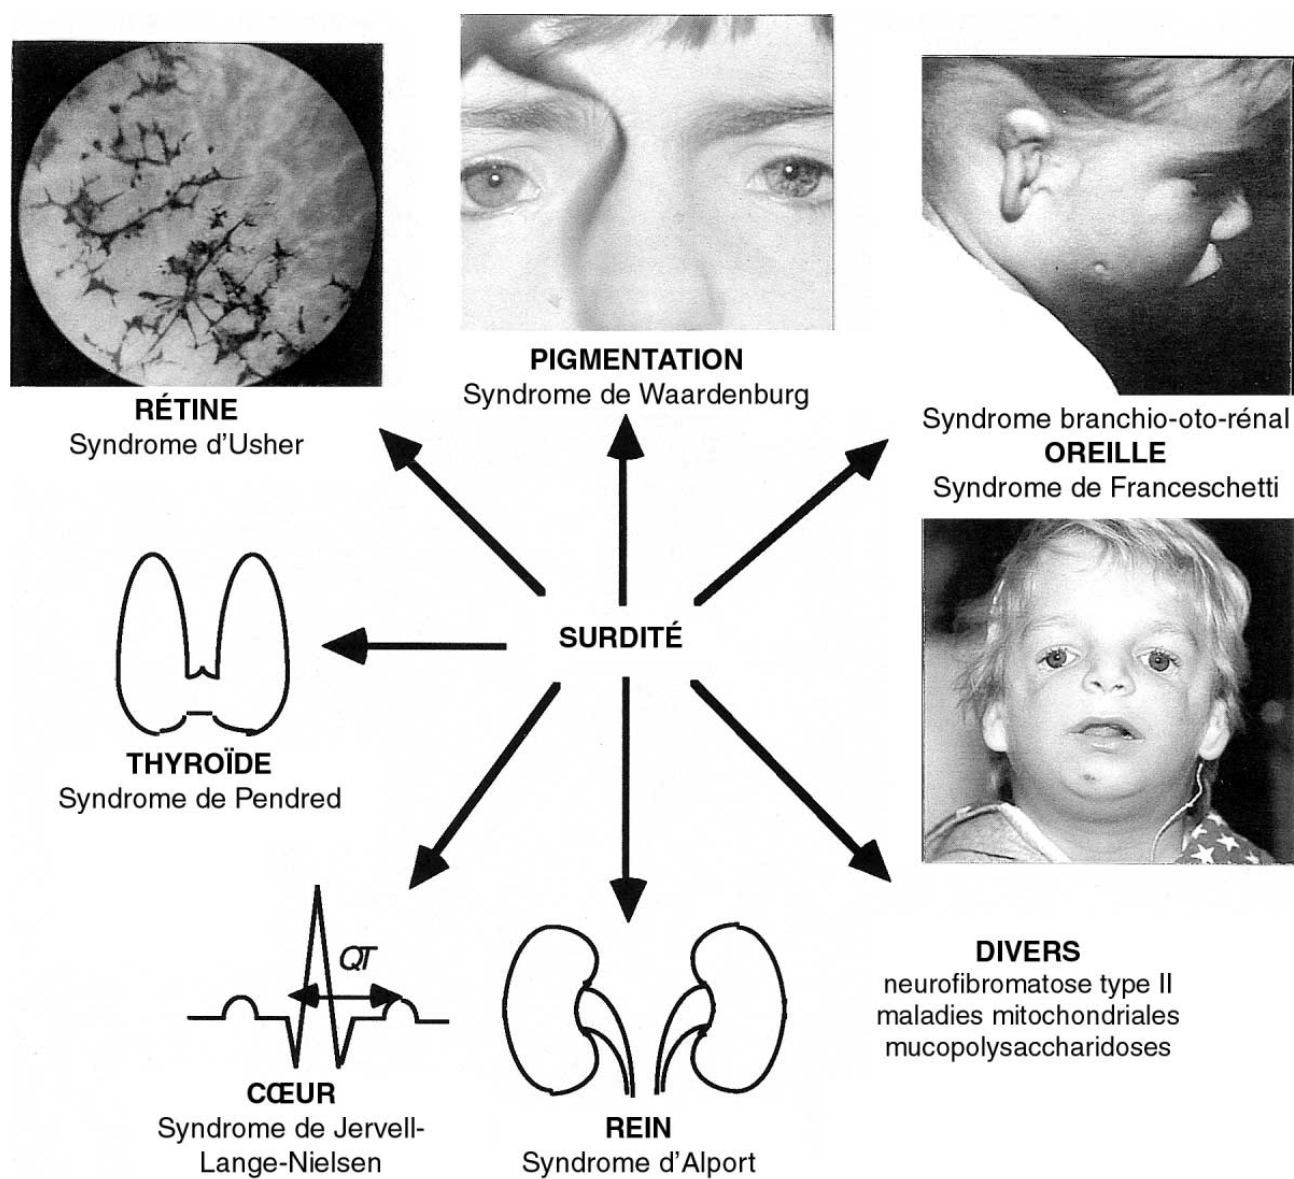 PIGMENTATION
Syndrome de Waardenburg
RÉTINE
Syndrome d'Usher
Syndrome branchio-oto-rénal
OREILLE
Syndrome de Franceschetti
SURDITÉ
THYROÏDE
Syndrome de Pendred
QT
CŒUR
Syndrome de Jervell-
Lange-Nielsen
REIN
Syndrome d'Alport
DIVERS
neurofibromatose type II
maladies mitochondriales
mucopolysaccharidoses